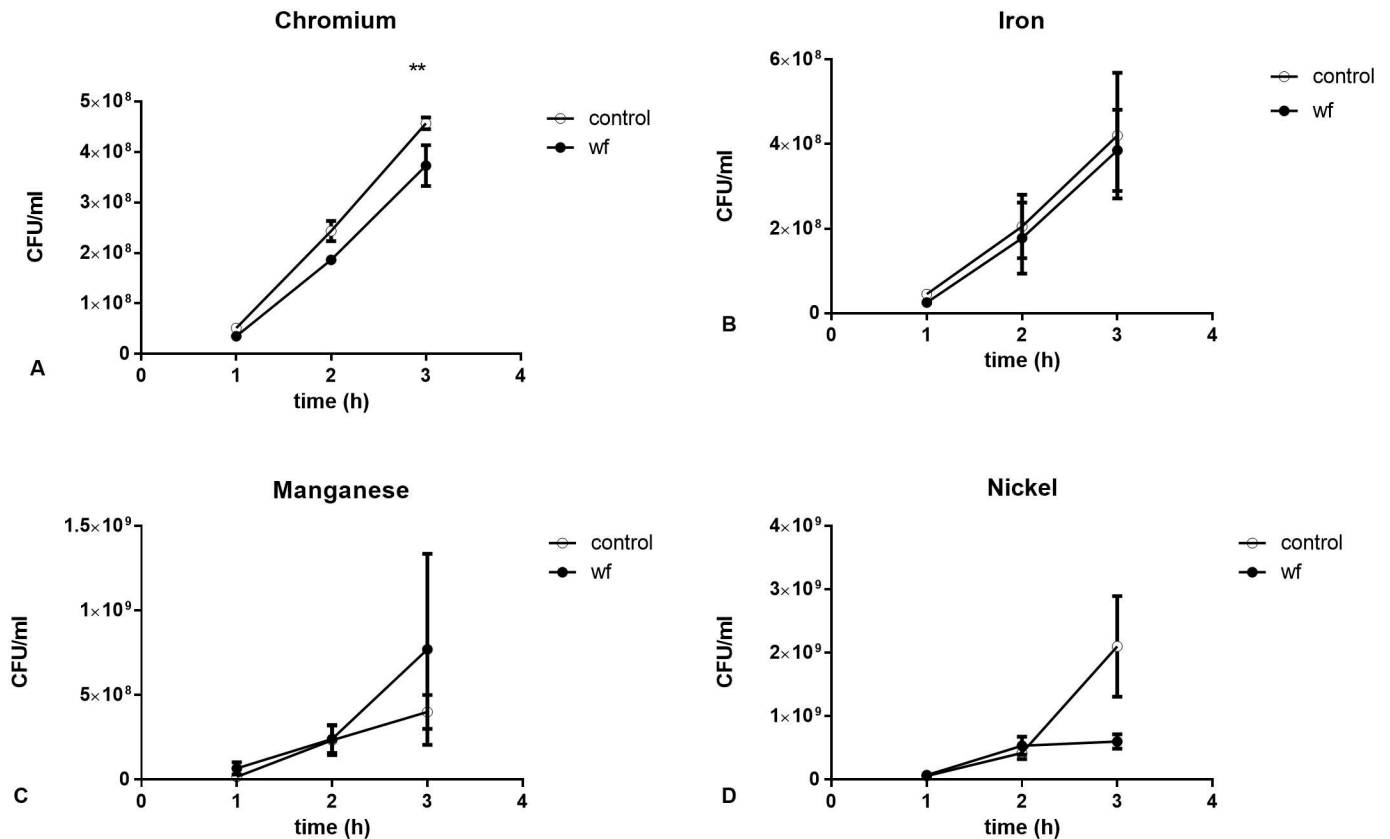 Chromium
**
5×10⁸
4×10⁸
3×10⁸
2×10⁸
1×10⁸
0
CFU/ml
0 1 2 3 4
time (h)
control
wf
A
Iron
6×10⁸
4×10⁸
2×10⁸
0
CFU/ml
0 1 2 3 4
time (h)
control
wf
B
Manganese
1.5×10⁹
1×10⁹
5×10⁸
0
CFU/ml
0 1 2 3 4
time (h)
control
wf
C
Nickel
4×10⁹
3×10⁹
2×10⁹
1×10⁹
0
CFU/ml
0 1 2 3 4
time (h)
control
wf
D